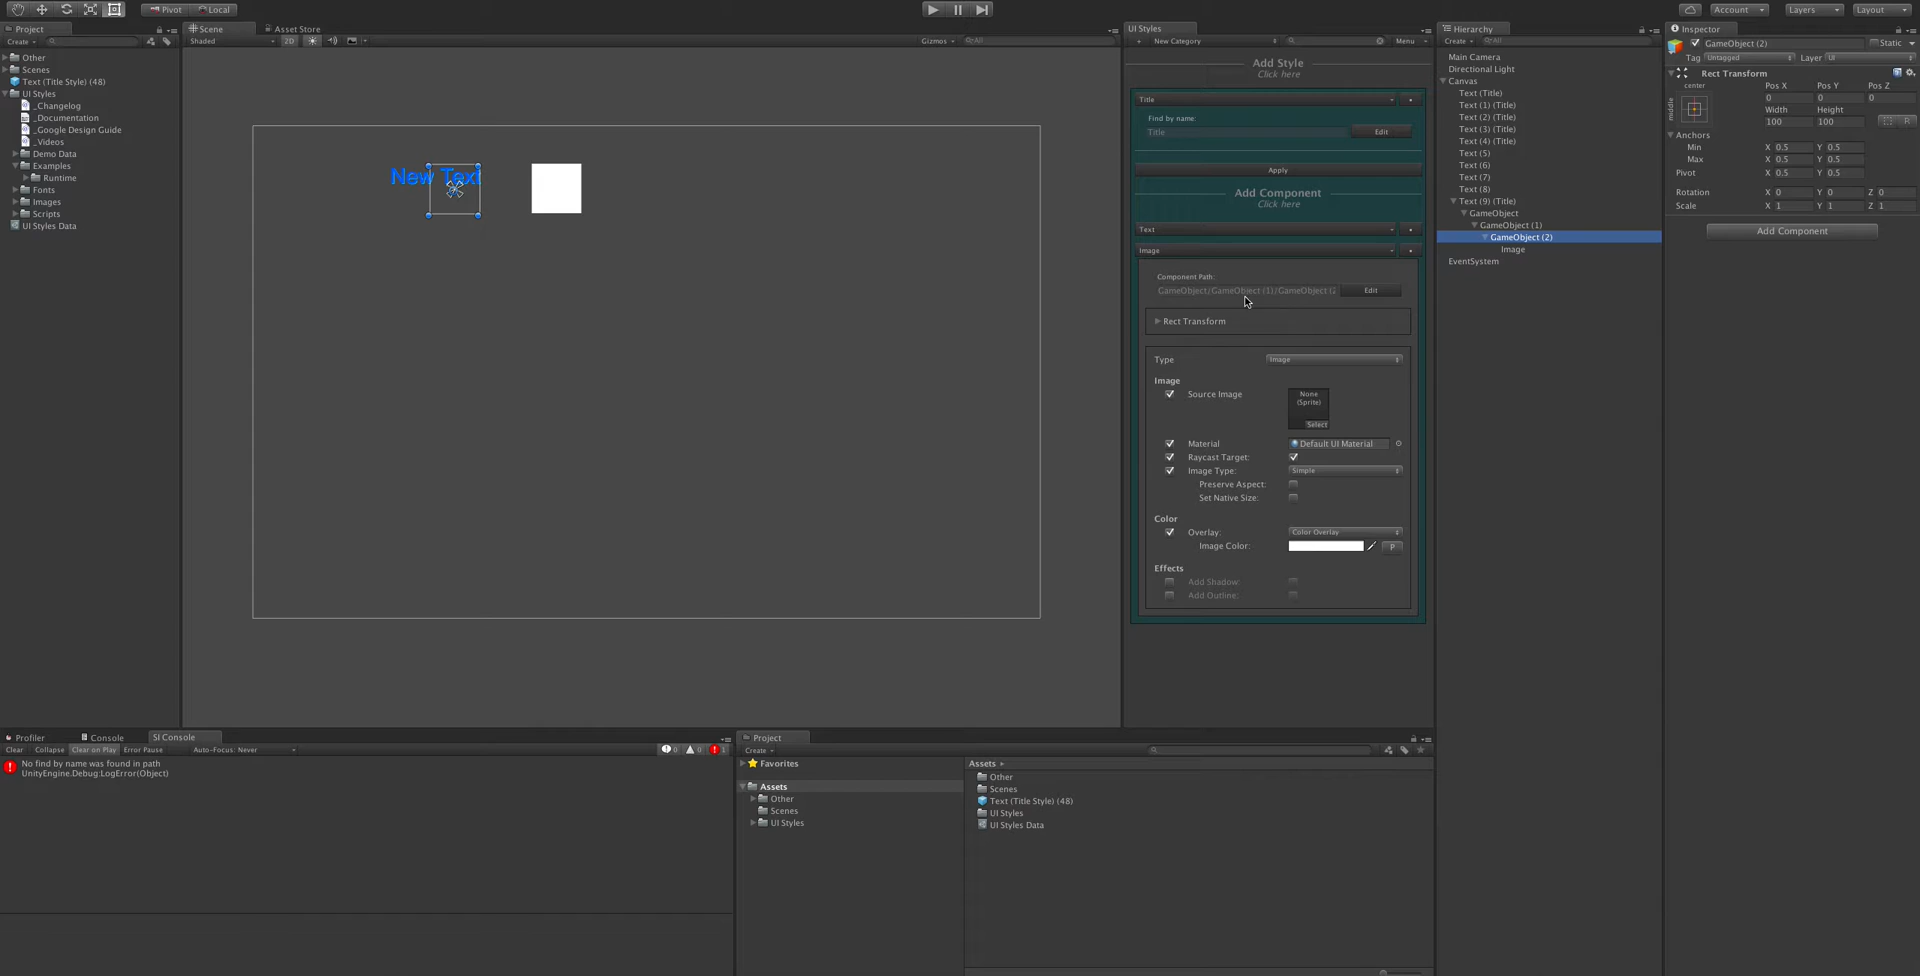 Pivot Local Account Layers Layout
Project
Create
Other
Scenes
Text (Title Style) (48)
UI Styles
_Changelog
_Documentation
_Google Design Guide
_Videos
Demo Data
Examples
Runtime
Fonts
Images
Scripts
UI Styles Data
Scene Asset Store
Shaded 2D Gizmos All
New Text
UI Styles
New Category Menu
Add Style
Click here
Title
Find by name:
Title Edit
Apply
Add Component
Click here
Text
Image
Component Path:
GameObject/GameObject (1)/GameObject (2 Edit
Rect Transform
Type Image
Image
Source Image None
(Sprite)
Select
Material Default UI Material
Raycast Target:
Image Type: Simple
Preserve Aspect:
Set Native Size:
Color
Overlay: Color Overlay
Image Color: P
Effects
Add Shadow:
Add Outline:
Hierarchy
Create All
Main Camera
Directional Light
Canvas
Text (Title)
Text (1) (Title)
Text (2) (Title)
Text (3) (Title)
Text (4) (Title)
Text (5)
Text (6)
Text (7)
Text (8)
Text (9) (Title)
GameObject
GameObject (1)
GameObject (2)
Image
EventSystem
Inspector
GameObject (2) Static
Tag Untagged Layer UI
Rect Transform
center Pos X Pos Y Pos Z
middle 0 0 0
Width Height
100 100 R
Anchors
Min X 0.5 Y 0.5
Max X 0.5 Y 0.5
Pivot X 0.5 Y 0.5
Rotation X 0 Y 0 Z 0
Scale X 1 Y 1 Z 1
Add Component
Profiler Console SI Console
Clear Collapse Clear on Play Error Pause Auto-Focus: Never 0 0 1
No find by name was found in path
UnityEngine.Debug:LogError(Object)
Project
Create
Favorites
Assets
Other
Scenes
UI Styles
Assets
Other
Scenes
Text (Title Style) (48)
UI Styles
UI Styles Data